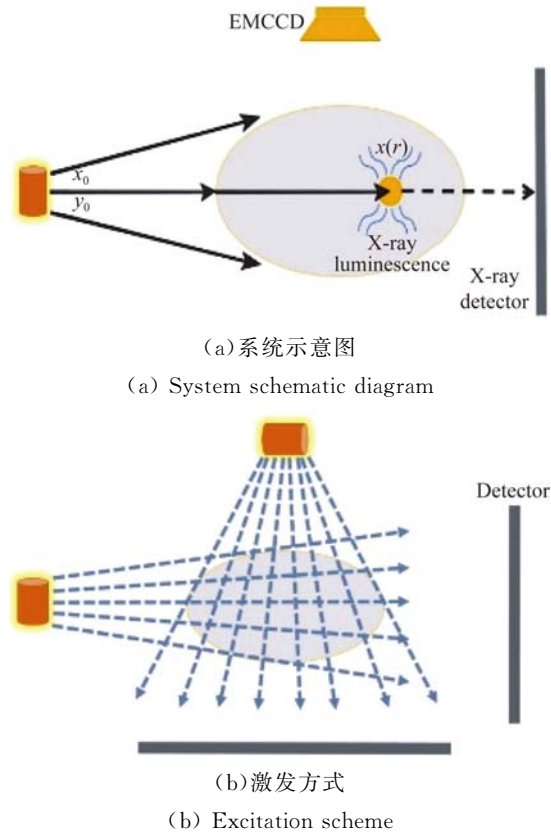 EMCCD
x(r)
x₀
y₀
X-ray
luminescence
X-ray
detector
(a)系统示意图
(a) System schematic diagram
Detector
(b)激发方式
(b) Excitation scheme